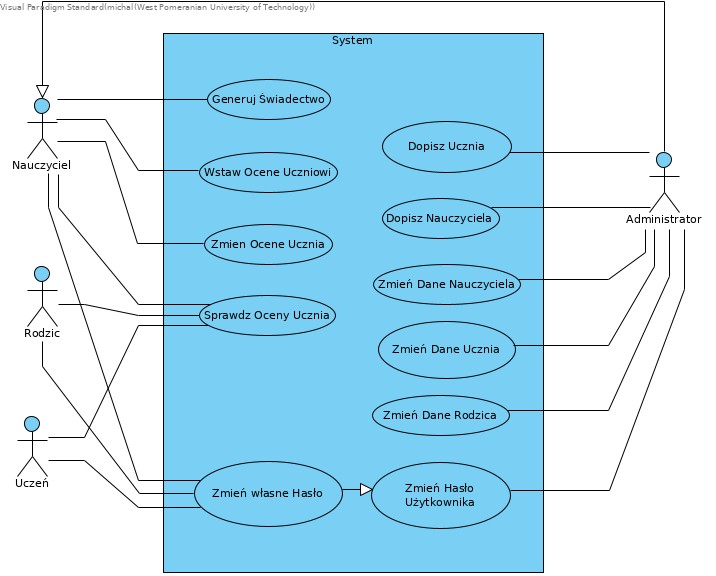 Visual Paradigm Standard(michal(West Pomeranian University of Technology))
System
Generuj Świadectwo
Nauczyciel
Dopisz Ucznia
Wstaw Ocene Uczniowi
Administrator
Dopisz Nauczyciela
Zmien Ocene Ucznia
Zmień Dane Nauczyciela
Sprawdz Oceny Ucznia
Rodzic
Zmień Dane Ucznia
Zmień Dane Rodzica
Uczeń
Zmień własne Hasło
Zmień Hasło
Użytkownika